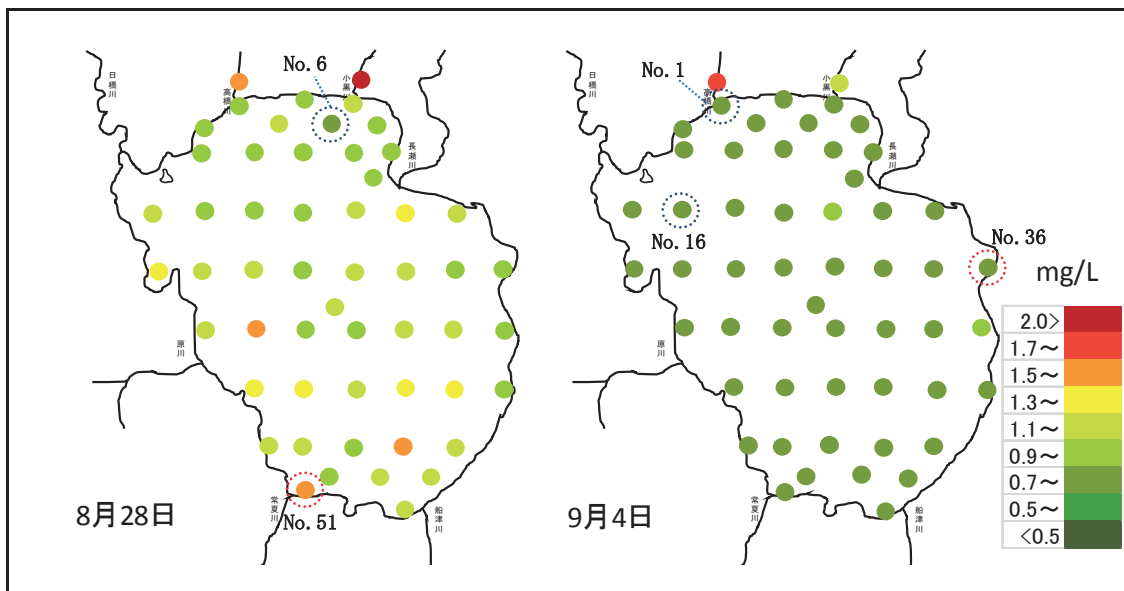 No.6
日橋川
高橋川
小黒川
長瀬川
原川
常夏川
船津川
No.51
8月28日
No.1
日橋川
高橋川
小黒川
長瀬川
No.16
No.36
原川
常夏川
船津川
9月4日
mg/L
2.0>
1.7～
1.5～
1.3～
1.1～
0.9～
0.7～
0.5～
<0.5